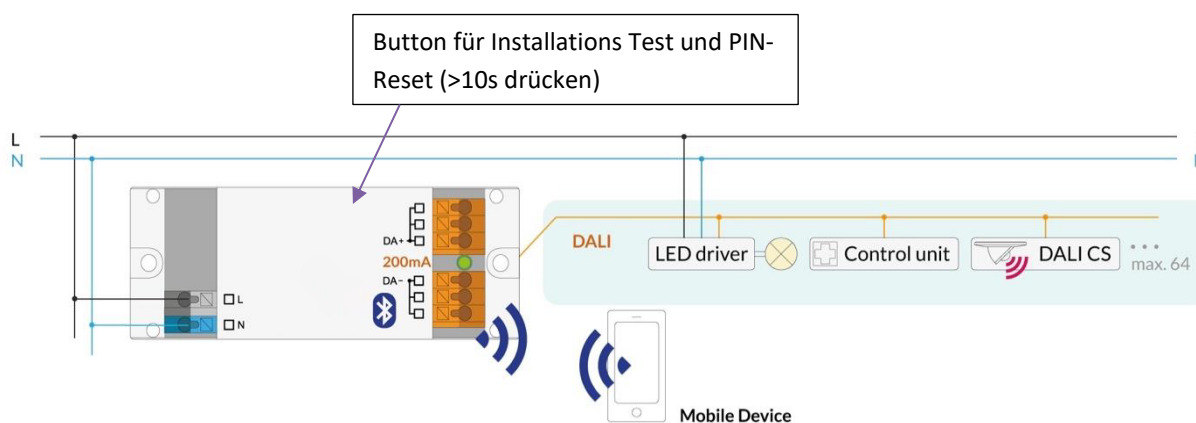 Button für Installations Test und PIN-
Reset (>10s drücken)
L
N
DA+
200mA
DA-
L
N
DALI
LED driver
Control unit
DALI CS
max. 64
Mobile Device